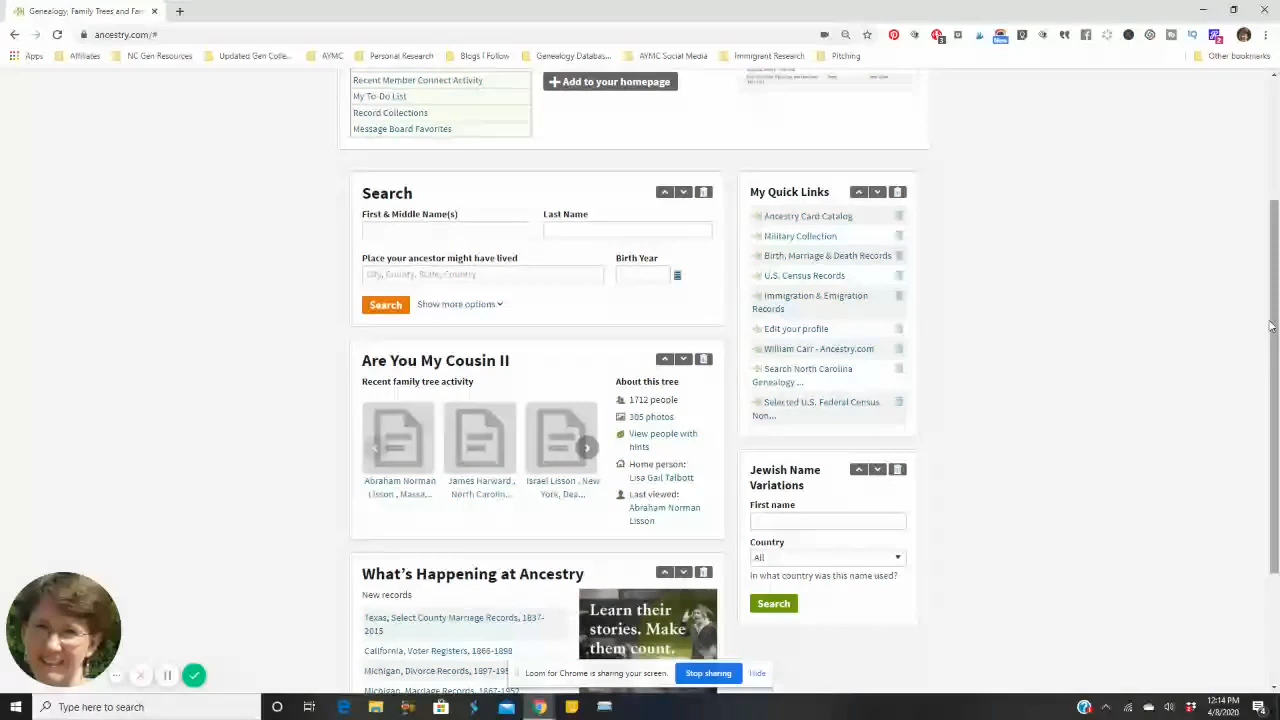 Genealogy, Family Trees and Fam
ancestry.com/#
Apps
Affiliates
NC Gen Resources
Updated Gen Colle...
AYMC
Personal Research
Blogs I Follow
Genealogy Databas...
AYMC Social Media
Immigrant Research
Pitching
Other bookmarks
Recent Member Connect Activity
My To-Do List
Record Collections
Message Board Favorites
+ Add to your homepage
Search
First & Middle Name(s)
Last Name
Place your ancestor might have lived
Birth Year
City, County, State, Country
Search
Show more options
Are You My Cousin II
Recent family tree activity
Abraham Norman
Lisson , Massa...
James Harward ,
North Carolin...
Israel Lisson , New
York, Dea...
About this tree
1712 people
305 photos
View people with
hints
Home person:
Lisa Gail Talbott
Last viewed:
Abraham Norman
Lisson
What's Happening at Ancestry
New records
Texas, Select County Marriage Records, 1837-
2015
California, Voter Registers, 1866-1898
Michigan, Divorce Records, 1897-195
Michigan, Marriage Records, 1867-1952
Learn their
stories. Make
them count.
My Quick Links
Ancestry Card Catalog
Military Collection
Birth, Marriage & Death Records
U.S. Census Records
Immigration & Emigration
Records
Edit your profile
William Carr - Ancestry.com
Search North Carolina
Genealogy ...
Selected U.S. Federal Census
Non...
Jewish Name
Variations
First name
Country
All
In what country was this name used?
Search
Loom for Chrome is sharing your screen.
Stop sharing
Hide
Type here to search
12:14 PM
4/8/2020